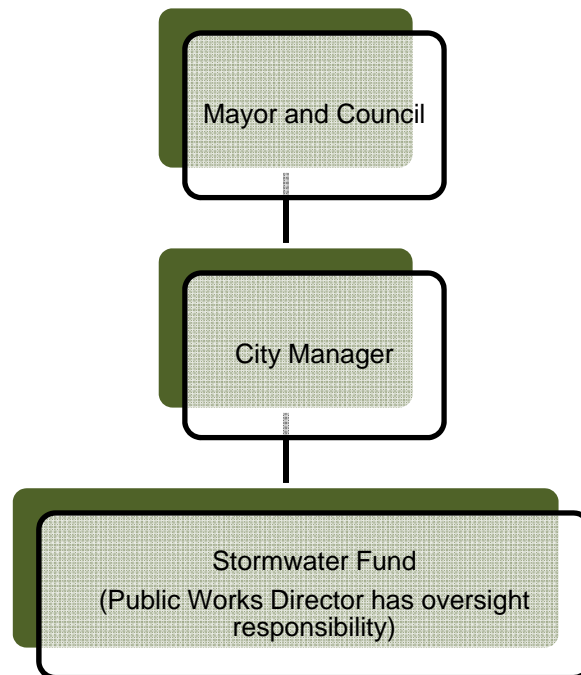 Mayor and Council
City Manager
Stormwater Fund
(Public Works Director has oversight
responsibility)